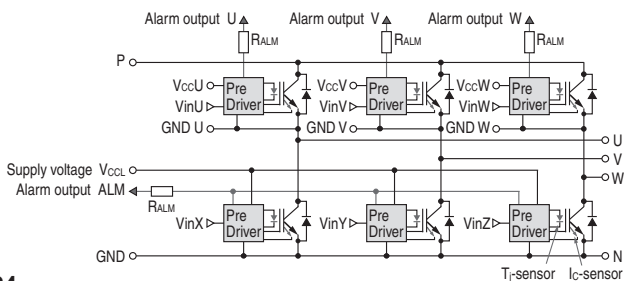 Alarm output U Alarm output V Alarm output W
RALM RALM RALM
P
VccU Pre Driver VccV Pre Driver VccW Pre Driver
VinU VinV VinW
GND U GND V GND W
U
V
W
Supply voltage VCCL
Alarm output ALM
RALM
VinX Pre Driver VinY Pre Driver VinZ Pre Driver
GND N
Tj-sensor IC-sensor